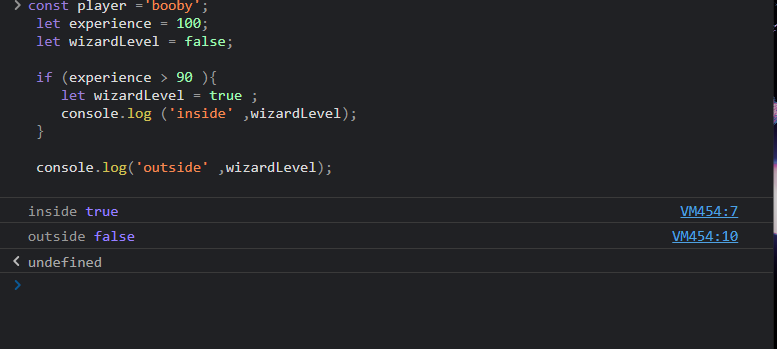 > const player ='booby';
let experience = 100;
let wizardLevel = false;
if (experience > 90 ){
let wizardLevel = true ;
console.log ('inside' ,wizardLevel);
}
console.log('outside' ,wizardLevel);
inside true VM454:7
outside false VM454:10
< undefined
>